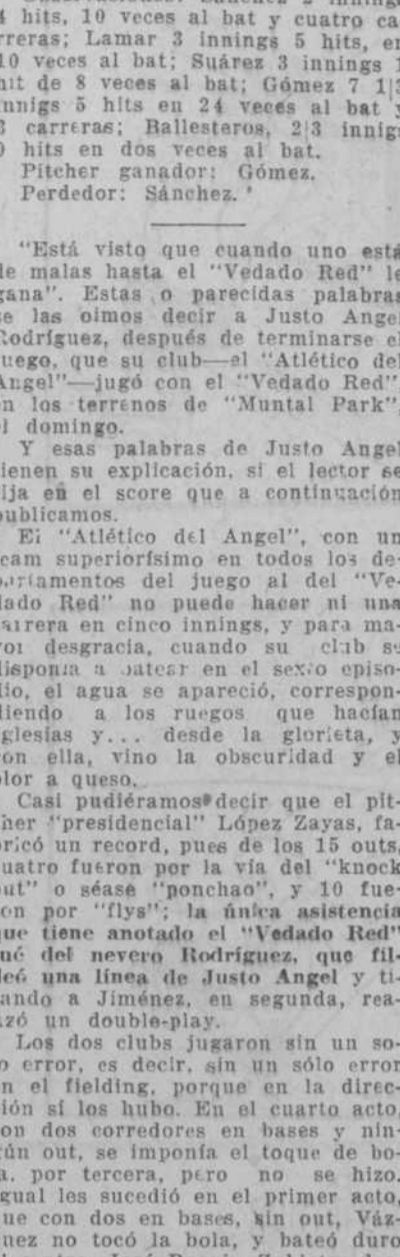 4 hits, 10 veces al bat y cuatro ca-
rreras; Lamar 3 innings 5 hits, en
10 veces al bat; Suárez 3 innings 1
hit de 8 veces al bat; Gómez 7 1|3
innigs 5 hits en 24 veces al bat y
3 carreras; Ballesteros, 2|3 innigs
0 hits en dos veces al bat.
Pitcher ganador: Gómez.
Perdedor: Sánchez.
"Está visto que cuando uno está
de malas hasta el "Vedado Red" le
gana". Estas o parecidas palabras
se las oimos decir a Justo Angel
Rodríguez, después de terminarse el
juego, que su club—el "Atlético del
Angel"—jugó con el "Vedado Red",
en los terrenos de "Muntal Park",
el domingo.
Y esas palabras de Justo Angel
tienen su explicación, si el lector se
fija en el score que a continuación
publicamos.
El "Atlético del Angel", con un
team superiorísimo en todos los de-
partamentos del juego al del "Ve-
dado Red" no puede hacer ni una
carrera en cinco innings, y para ma-
yor desgracia, cuando su club se
disponía a batear en el sexto episo-
dio, el agua se apareció, correspon-
diendo a los ruegos que hacían
Iglesias y... desde la glorieta, y
con ella, vino la obscuridad y el
olor a queso.
Casi pudiéramos decir que el pit-
cher "presidencial" López Zayas, fa-
bricó un record, pues de los 15 outs,
cuatro fueron por la vía del "knock
out" o séase "ponchao", y 10 fue-
ron por "flys"; la única asistencia
que tiene anotado el "Vedado Red"
fué del nevero Rodríguez, que fil-
deó una línea de Justo Angel y ti-
rando a Jiménez, en segunda, rea-
lizó un double-play.
Los dos clubs jugaron sin un so-
lo error, es decir, sin un sólo error
en el fielding, porque en la direc-
ción sí los hubo. En el cuarto acto,
con dos corredores en bases y nin-
gún out, se imponía el toque de bo-
la, por tercera, pero no se hizo.
Igual les sucedió en el primer acto,
que con dos en bases, sin out, Váz-
quez no tocó la bola, y bateó duro